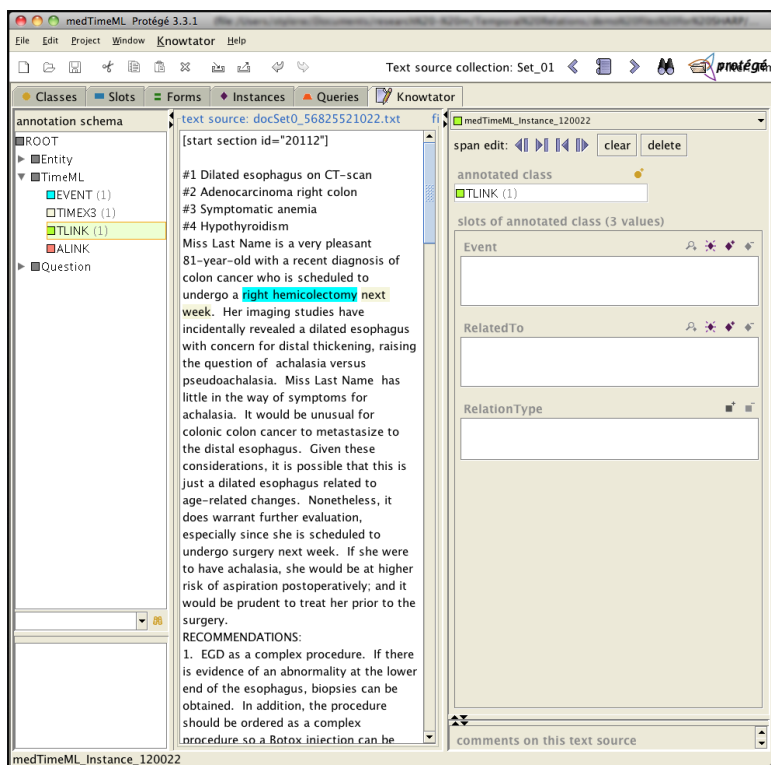 medTimeML Protégé 3.3.1
File Edit Project Window Knowtator Help
Text source collection: Set_01
protégé
Classes Slots Forms Instances Queries Knowtator
annotation schema
ROOT
Entity
TimeML
EVENT (1)
TIMEX3 (1)
TLINK (1)
ALINK
Question
text source: docSet0_56825521022.txt fi
[start section id="20112"]
#1 Dilated esophagus on CT-scan
#2 Adenocarcinoma right colon
#3 Symptomatic anemia
#4 Hypothyroidism
Miss Last Name is a very pleasant
81-year-old with a recent diagnosis of
colon cancer who is scheduled to
undergo a right hemicolectomy next
week. Her imaging studies have
incidentally revealed a dilated esophagus
with concern for distal thickening, raising
the question of achalasia versus
pseudoachalasia. Miss Last Name has
little in the way of symptoms for
achalasia. It would be unusual for
colonic colon cancer to metastasize to
the distal esophagus. Given these
considerations, it is possible that this is
just a dilated esophagus related to
age-related changes. Nonetheless, it
does warrant further evaluation,
especially since she is scheduled to
undergo surgery next week. If she were
to have achalasia, she would be at higher
risk of aspiration postoperatively; and it
would be prudent to treat her prior to the
surgery.
RECOMMENDATIONS:
1. EGD as a complex procedure. If there
is evidence of an abnormality at the lower
end of the esophagus, biopsies can be
obtained. In addition, the procedure
should be ordered as a complex
procedure so a Botox injection can be
medTimeML_Instance_120022
span edit: clear delete
annotated class
TLINK (1)
slots of annotated class (3 values)
Event
RelatedTo
RelationType
comments on this text source
medTimeML_Instance_120022